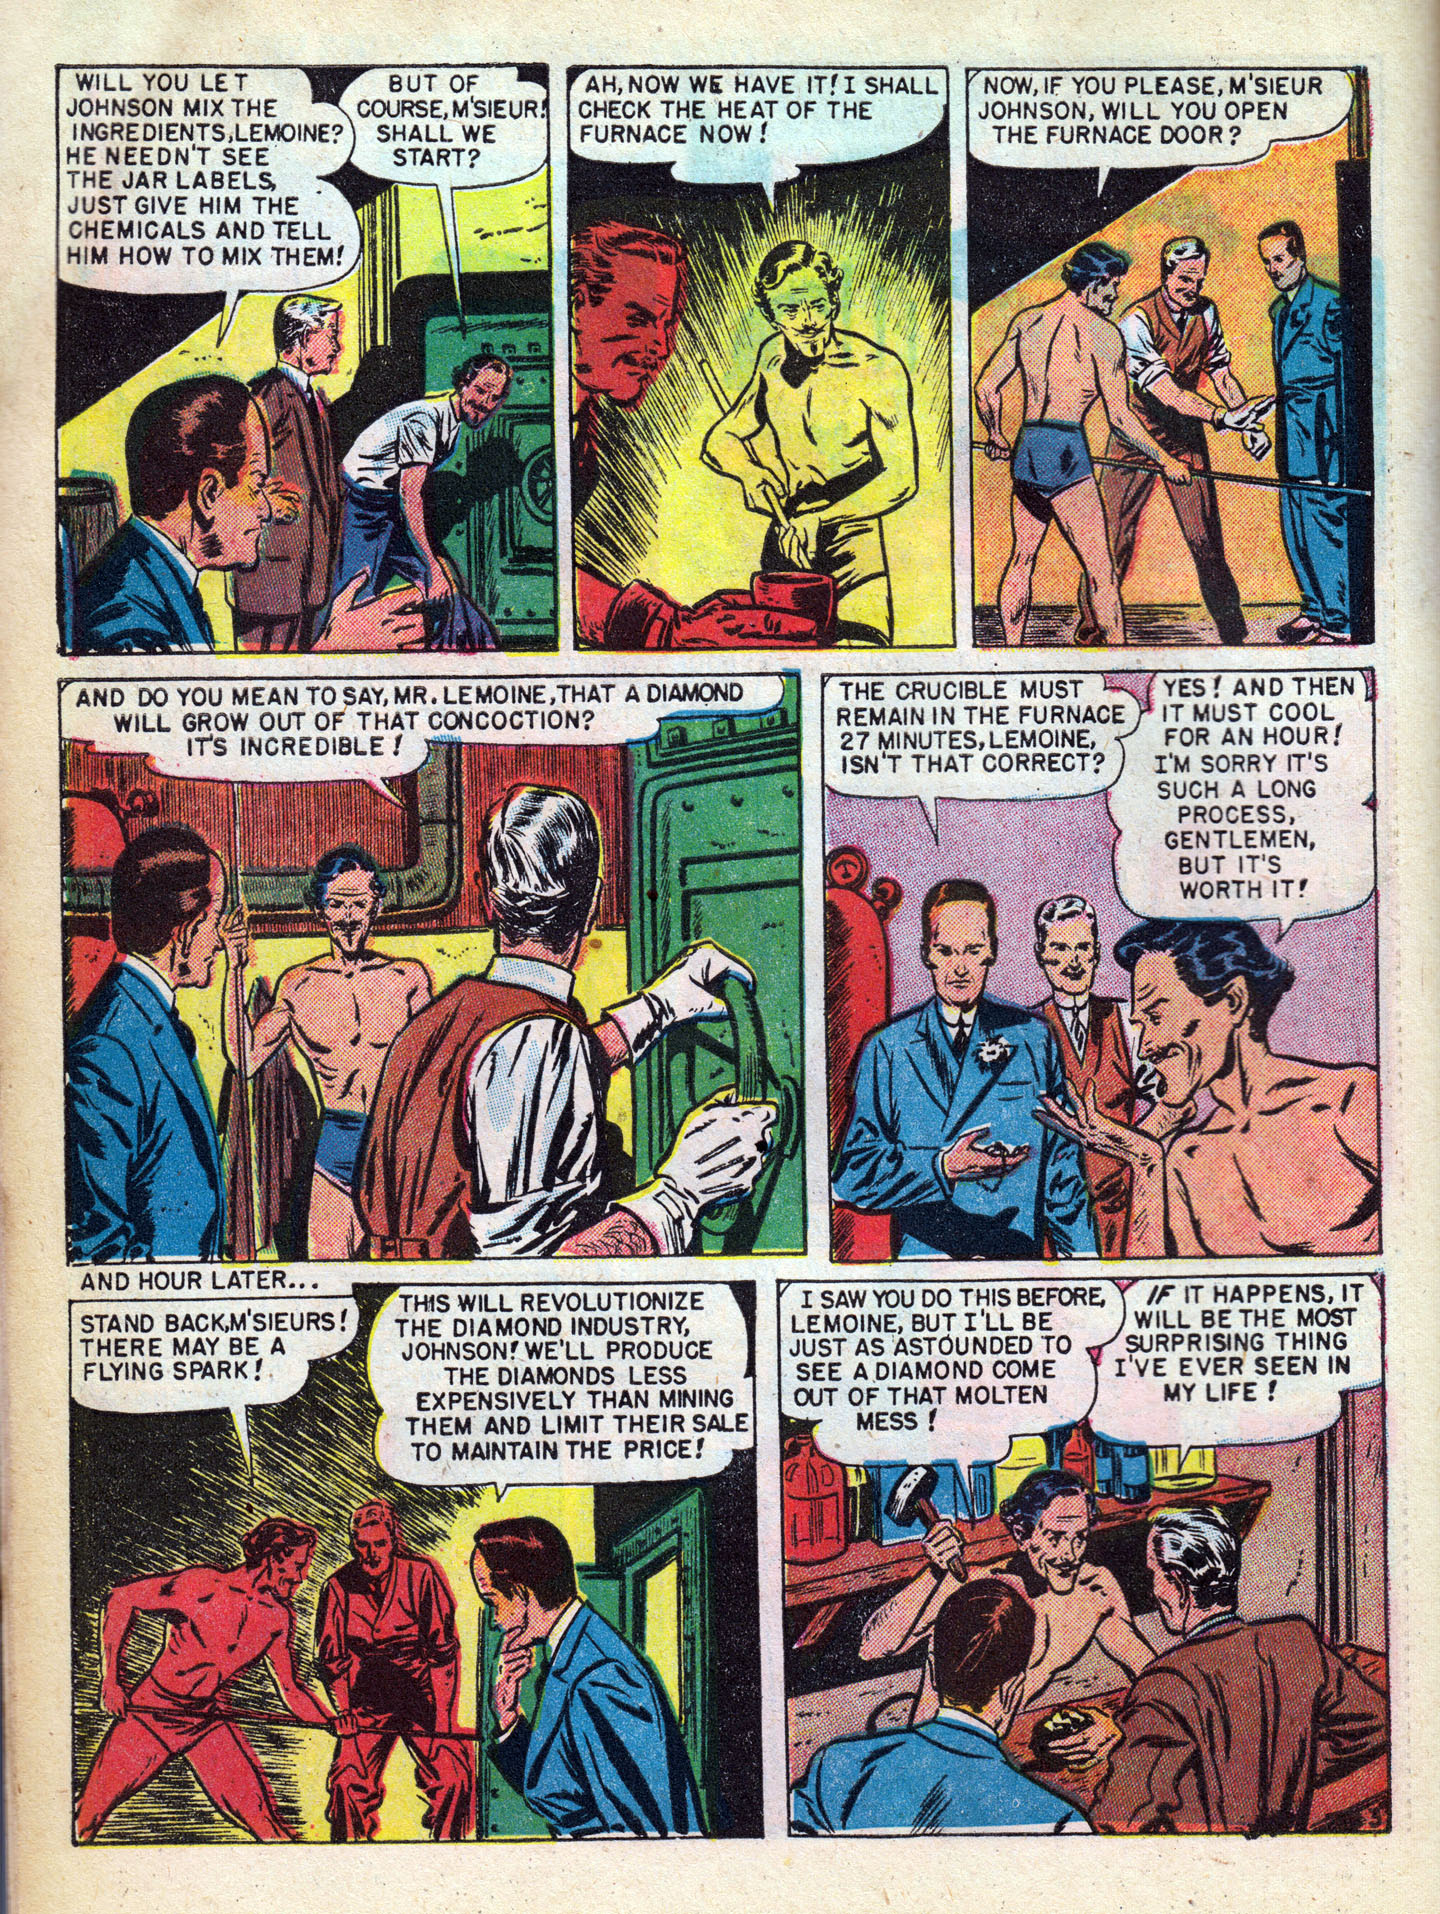 WILL YOU LET
JOHNSON MIX THE
INGREDIENTS, LEMOINE?
HE NEEDN'T SEE
THE JAR LABELS,
JUST GIVE HIM THE
CHEMICALS AND TELL
HIM HOW TO MIX THEM!
BUT OF
COURSE, M'SIEUR!
SHALL WE
START?
AH, NOW WE HAVE IT! I SHALL
CHECK THE HEAT OF THE
FURNACE NOW!
NOW, IF YOU PLEASE, M'SIEUR
JOHNSON, WILL YOU OPEN
THE FURNACE DOOR?
AND DO YOU MEAN TO SAY, MR. LEMOINE, THAT A DIAMOND
WILL GROW OUT OF THAT CONCOCTION?
IT'S INCREDIBLE!
THE CRUCIBLE MUST
REMAIN IN THE FURNACE
27 MINUTES, LEMOINE,
ISN'T THAT CORRECT?
YES! AND THEN
IT MUST COOL
FOR AN HOUR!
I'M SORRY IT'S
SUCH A LONG
PROCESS,
GENTLEMEN,
BUT IT'S
WORTH IT!
AND HOUR LATER...
STAND BACK, M'SIEURS!
THERE MAY BE A
FLYING SPARK!
THIS WILL REVOLUTIONIZE
THE DIAMOND INDUSTRY,
JOHNSON! WE'LL PRODUCE
THE DIAMONDS LESS
EXPENSIVELY THAN MINING
THEM AND LIMIT THEIR SALE
TO MAINTAIN THE PRICE!
I SAW YOU DO THIS BEFORE,
LEMOINE, BUT I'LL BE
JUST AS ASTOUNDED TO
SEE A DIAMOND COME
OUT OF THAT MOLTEN
MESS!
IF IT HAPPENS, IT
WILL BE THE MOST
SURPRISING THING
I'VE EVER SEEN IN
MY LIFE!
3